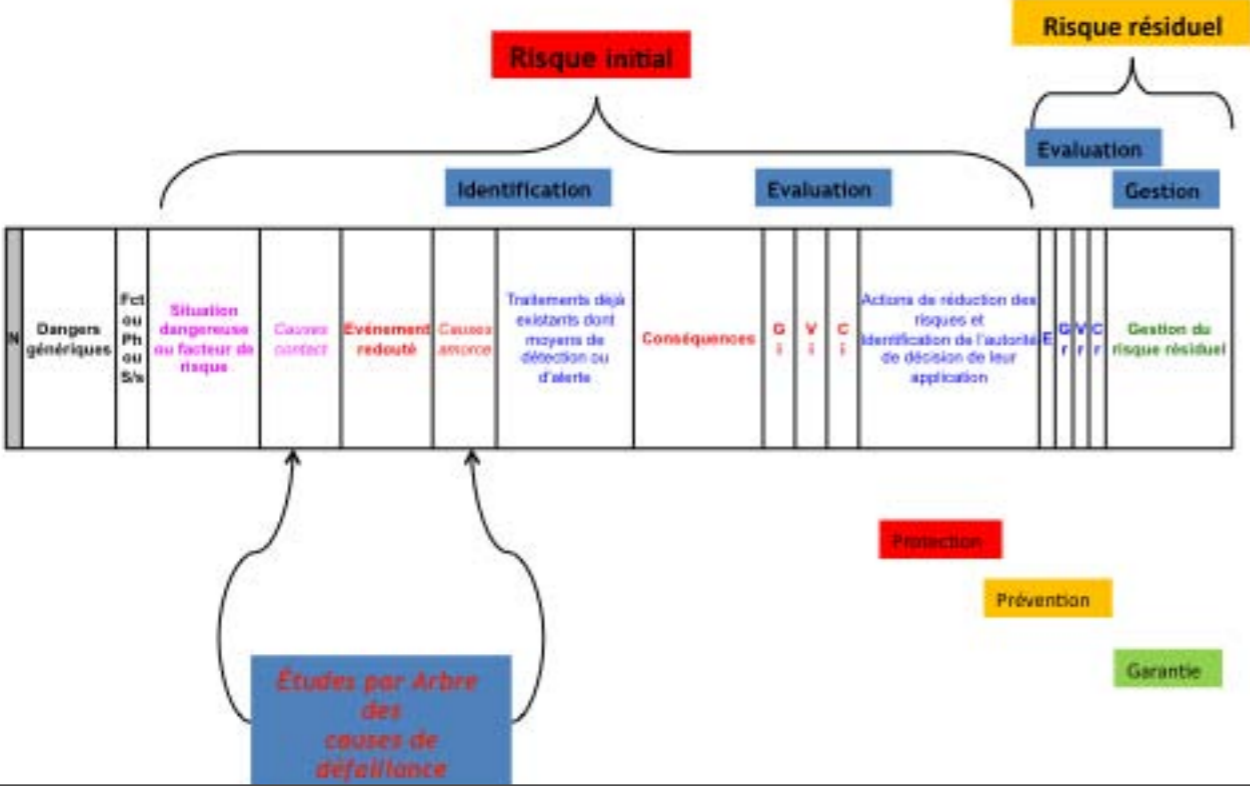 Risque résiduel
Risque initial
Evaluation
Identification
Evaluation
Gestion
N
Dangers
génériques
Fct
ou
Ph
ou
S/s
Situation
dangereuse
ou facteur de
risque
Causes
contact
Evénement
redouté
Causes
amorce
Traitements déjà
existants dont
moyens de
détection ou
d'alerte
Conséquences
G
i
V
i
C
i
Actions de réduction des
risques et
Identification de l'autorité
de décision de leur
application
E
G
r
V
r
C
r
Gestion du
risque résiduel
Protection
Prévention
Garantie
Études par Arbre
des
causes de
défaillance